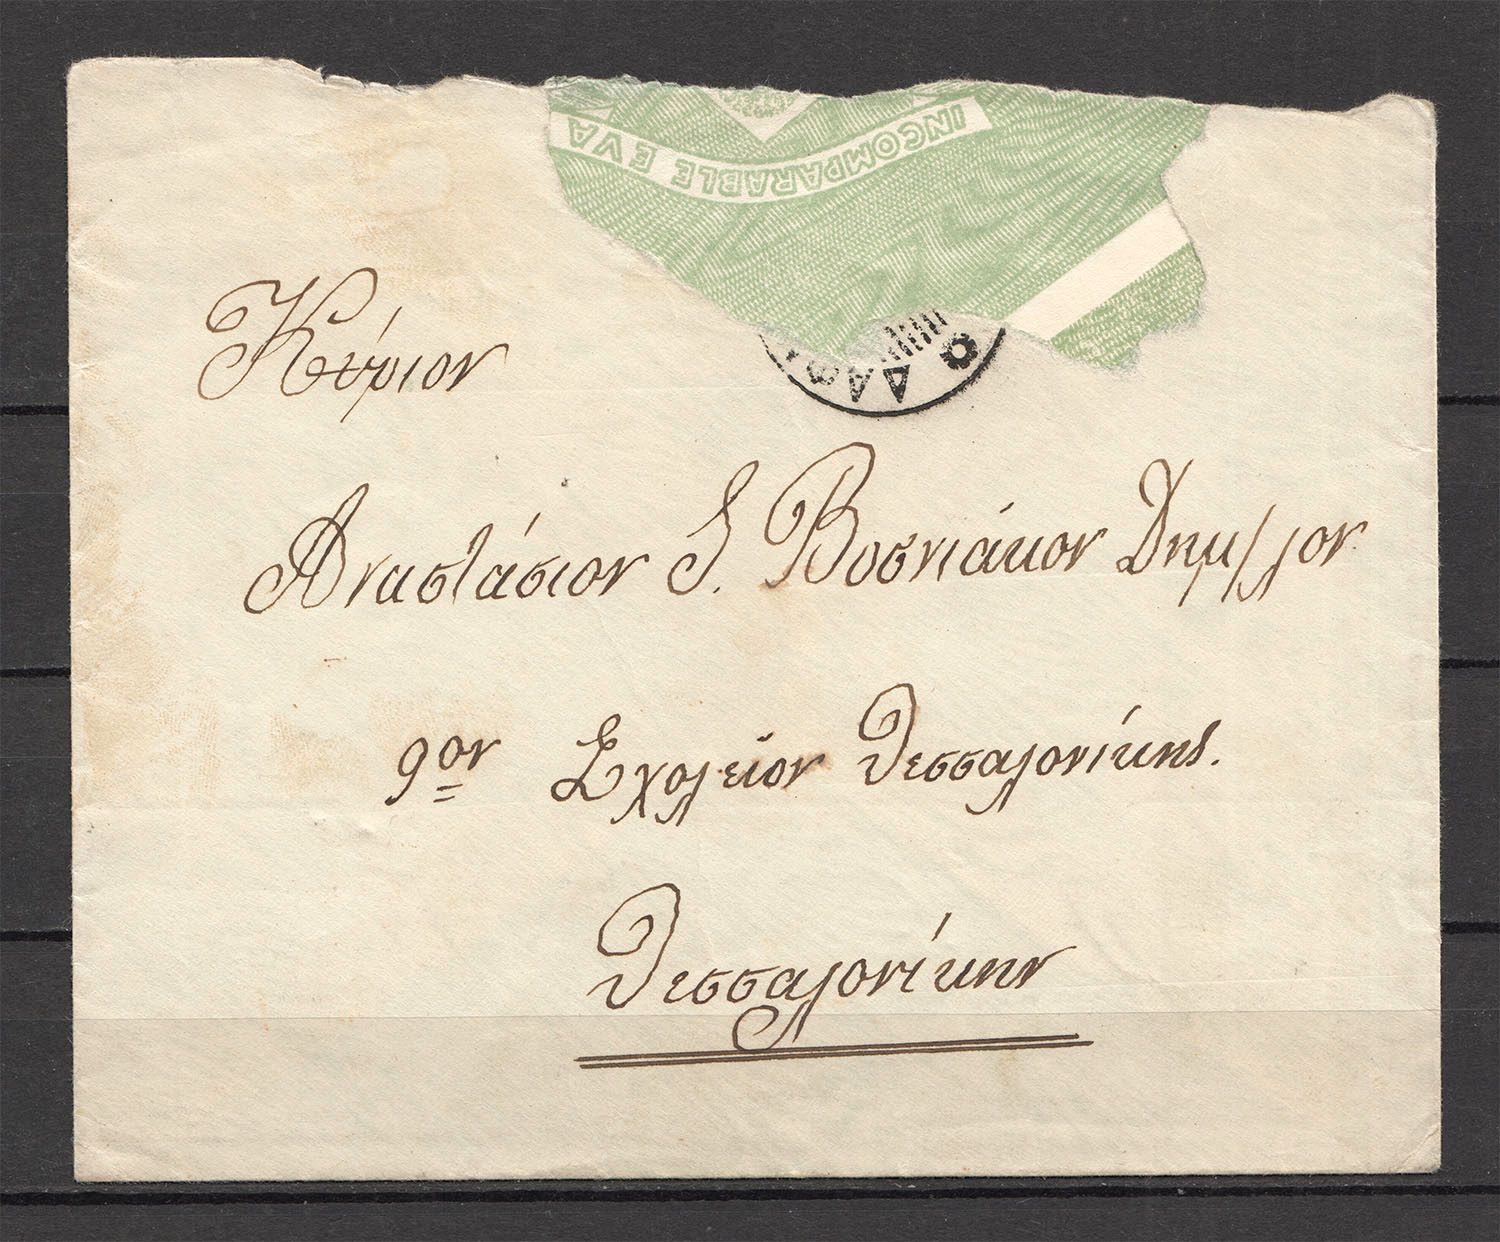 INCOMPARABLE EVA
Κύριον
Αναστάσιον Σ. Βοσνιάκον Δημ/λον
9ον Σχολείον Θεσσαλονίκης.
Θεσσαλονίκην